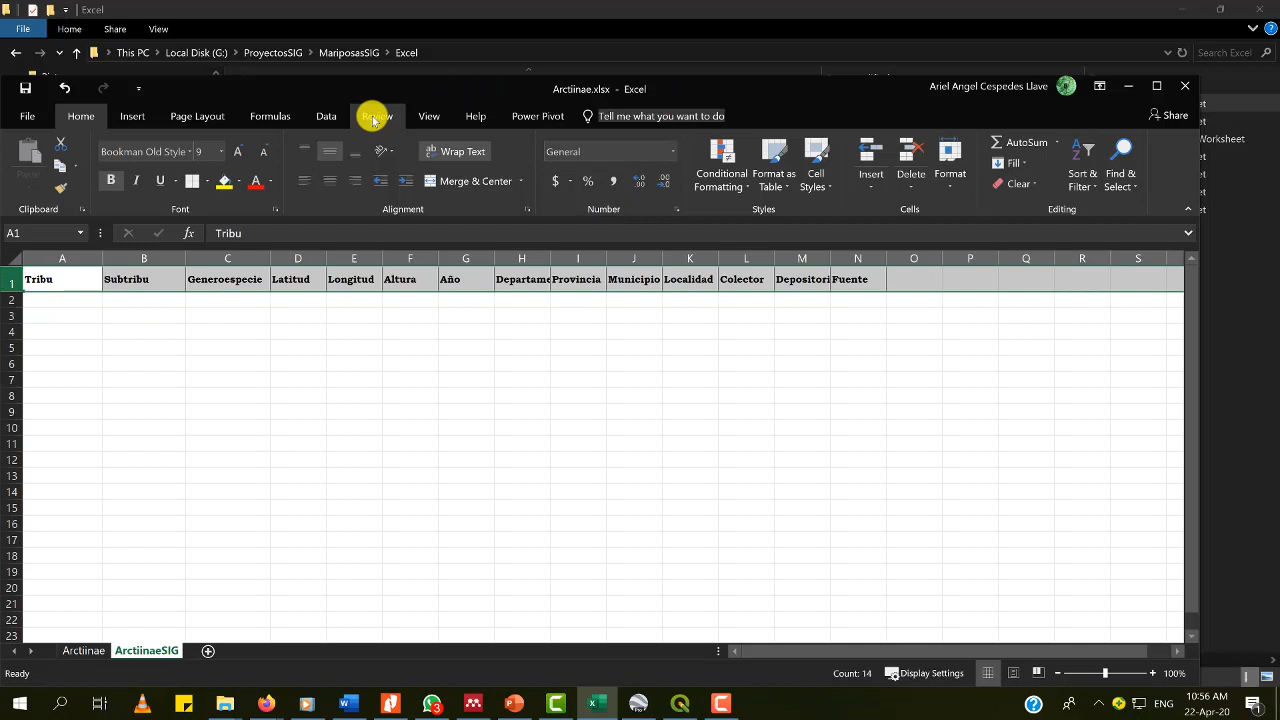 Excel
File Home Share View
This PC Local Disk (G:) ProyectosSIG MariposasSIG Excel Search Excel
Arctiinae.xlsx - Excel Ariel Angel Cespedes Llave
File Home Insert Page Layout Formulas Data Review View Help Power Pivot Tell me what you want to do Share
Bookman Old Style 9 Wrap Text General Conditional Formatting Format as Table Cell Styles Insert Delete Format AutoSum Fill Clear Sort & Filter Find & Select
Merge & Center
Clipboard Font Alignment Number Styles Cells Editing
A1 fx Tribu
A B C D E F G H I J K L M N O P Q R S
1 Tribu Subtribu Generoespecie Latitud Longitud Altura Año Departame Provincia Municipio Localidad Colector Depositori Fuente
2
3
4
5
6
7
8
9
10
11
12
13
14
15
16
17
18
19
20
21
22
23
Arctiinae ArctiinaeSIG
Ready Count: 14 Display Settings 100%
3 ENG 10:56 AM
22-Apr-20 1